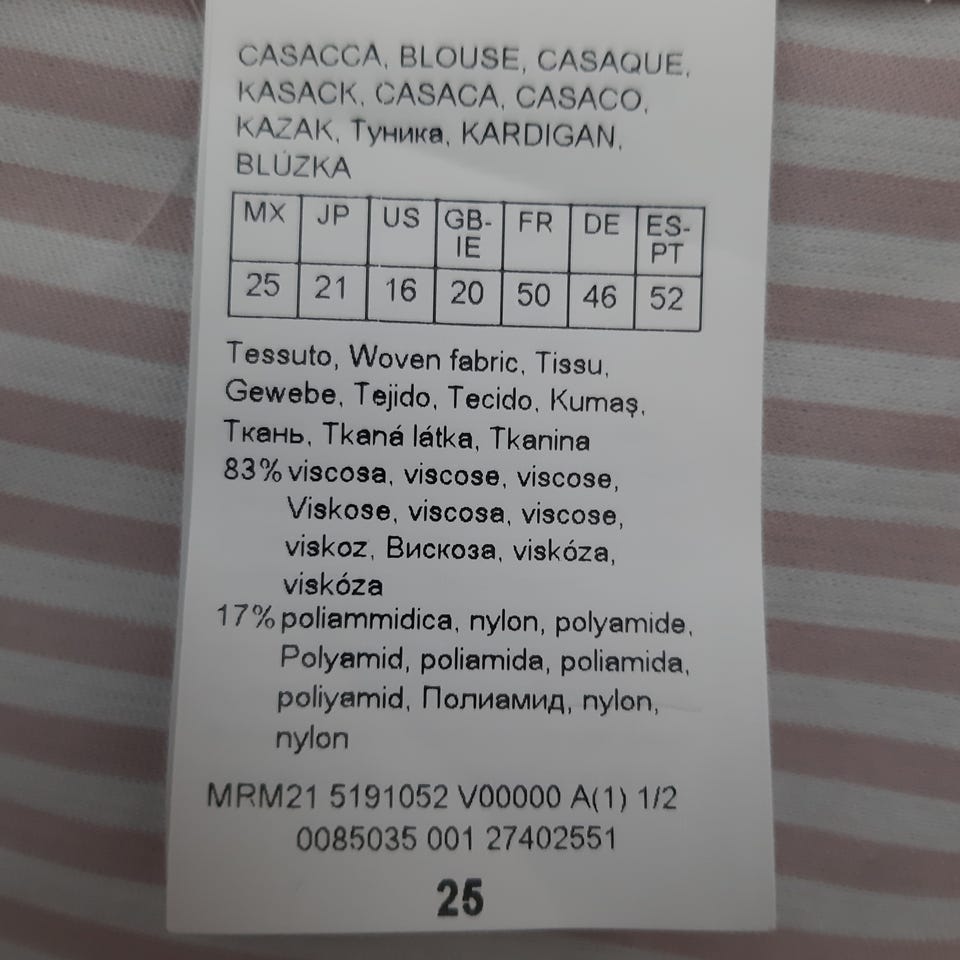 CASACCA, BLOUSE, CASAQUE,
KASACK, CASACA, CASACO,
KAZAK, Туника, KARDIGAN,
BLÚZKA
MX JP US GB-IE FR DE ES-PT
25 21 16 20 50 46 52
Tessuto, Woven fabric, Tissu,
Gewebe, Tejido, Tecido, Kumaş,
Ткань, Tkaná látka, Tkanina
83% viscosa, viscose, viscose,
Viskose, viscosa, viscose,
viskoz, Вискоза, viskóza,
viskóza
17% poliammidica, nylon, polyamide,
Polyamid, poliamida, poliamida,
poliyamid, Полиамид, nylon,
nylon
MRM21 5191052 V00000 A(1) 1/2
0085035 001 27402551
25